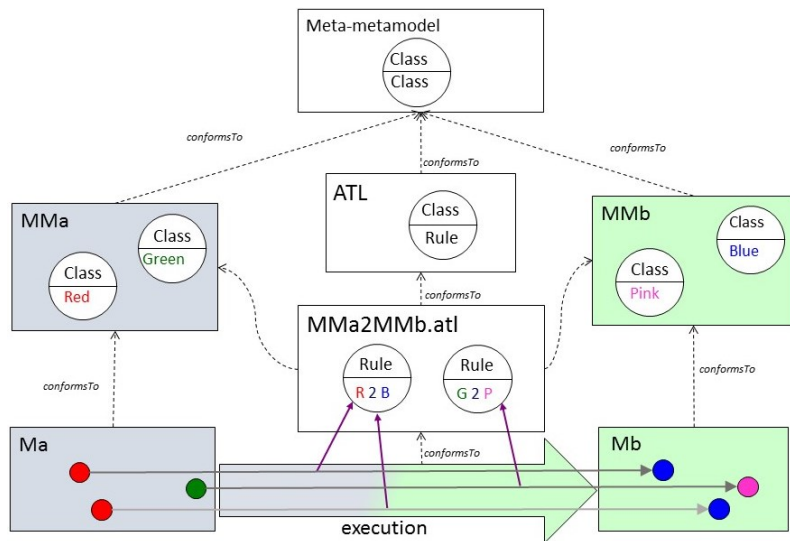 Meta-metamodel
Class
Class
conformsTo
conformsTo
conformsTo
MMa
Class
Green
Class
Red
ATL
Class
Rule
MMb
Class
Blue
Class
Pink
conformsTo
MMa2MMb.atl
Rule
R 2 B
Rule
G 2 P
conformsTo
conformsTo
Ma
conformsTo
Mb
execution